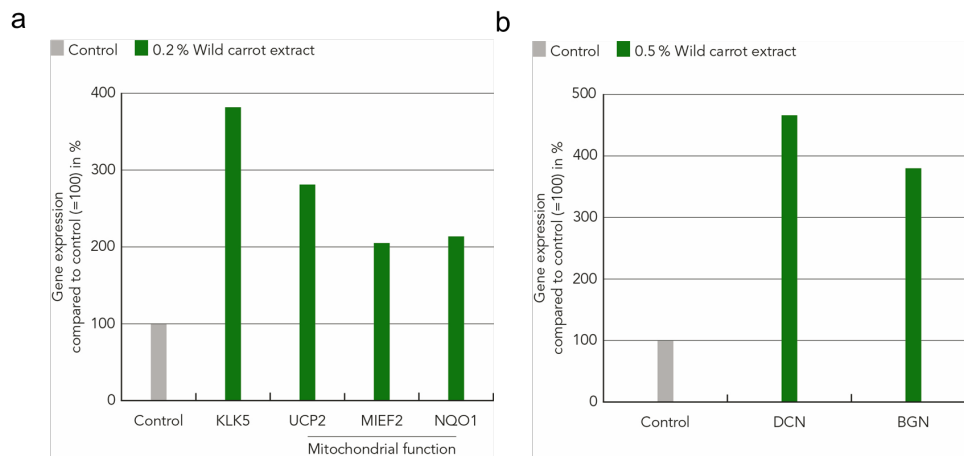 a
Control 0.2 % Wild carrot extract
Gene expression
compared to control (=100) in %
400
300
200
100
0
Control KLK5 UCP2 MIEF2 NQO1
Mitochondrial function
b
Control 0.5 % Wild carrot extract
Gene expression
compared to control (=100) in %
500
400
300
200
100
0
Control DCN BGN